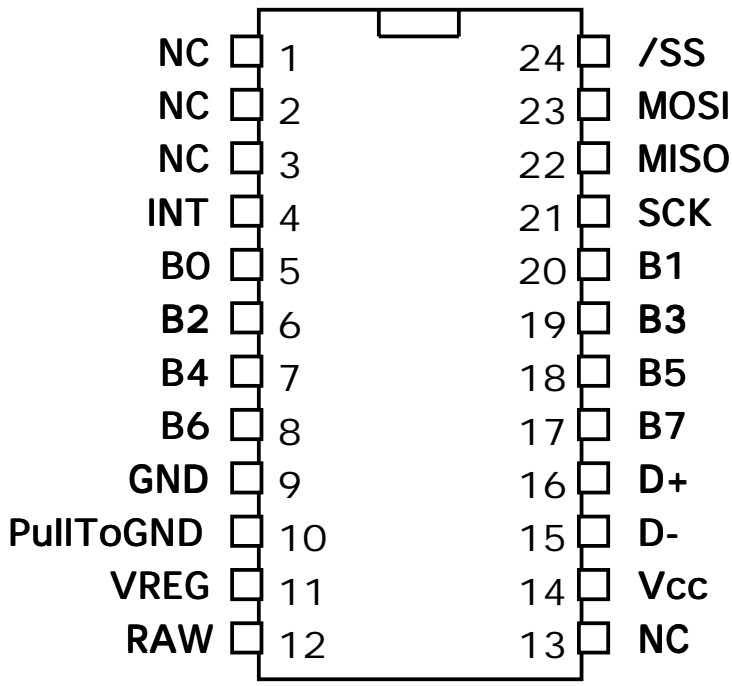 NC 1 24 /SS
NC 2 23 MOSI
NC 3 22 MISO
INT 4 21 SCK
B0 5 20 B1
B2 6 19 B3
B4 7 18 B5
B6 8 17 B7
GND 9 16 D+
PullToGND 10 15 D-
VREG 11 14 Vcc
RAW 12 13 NC